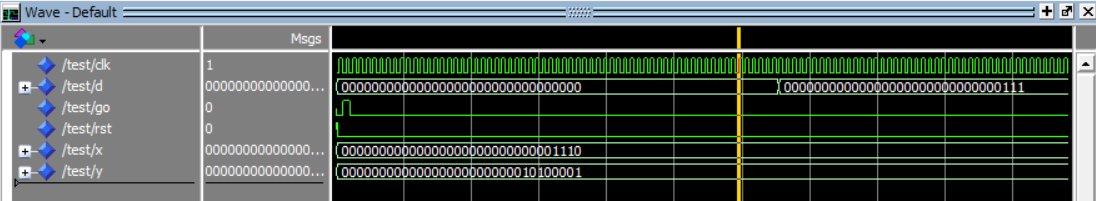 Wave - Default
Msgs
/test/clk 1
/test/d 00000000000000... 00000000000000000000000000000000 00000000000000000000000000000111
/test/go 0
/test/rst 0
/test/x 00000000000000... 00000000000000000000000000001110
/test/y 00000000000000... 00000000000000000000000010100001